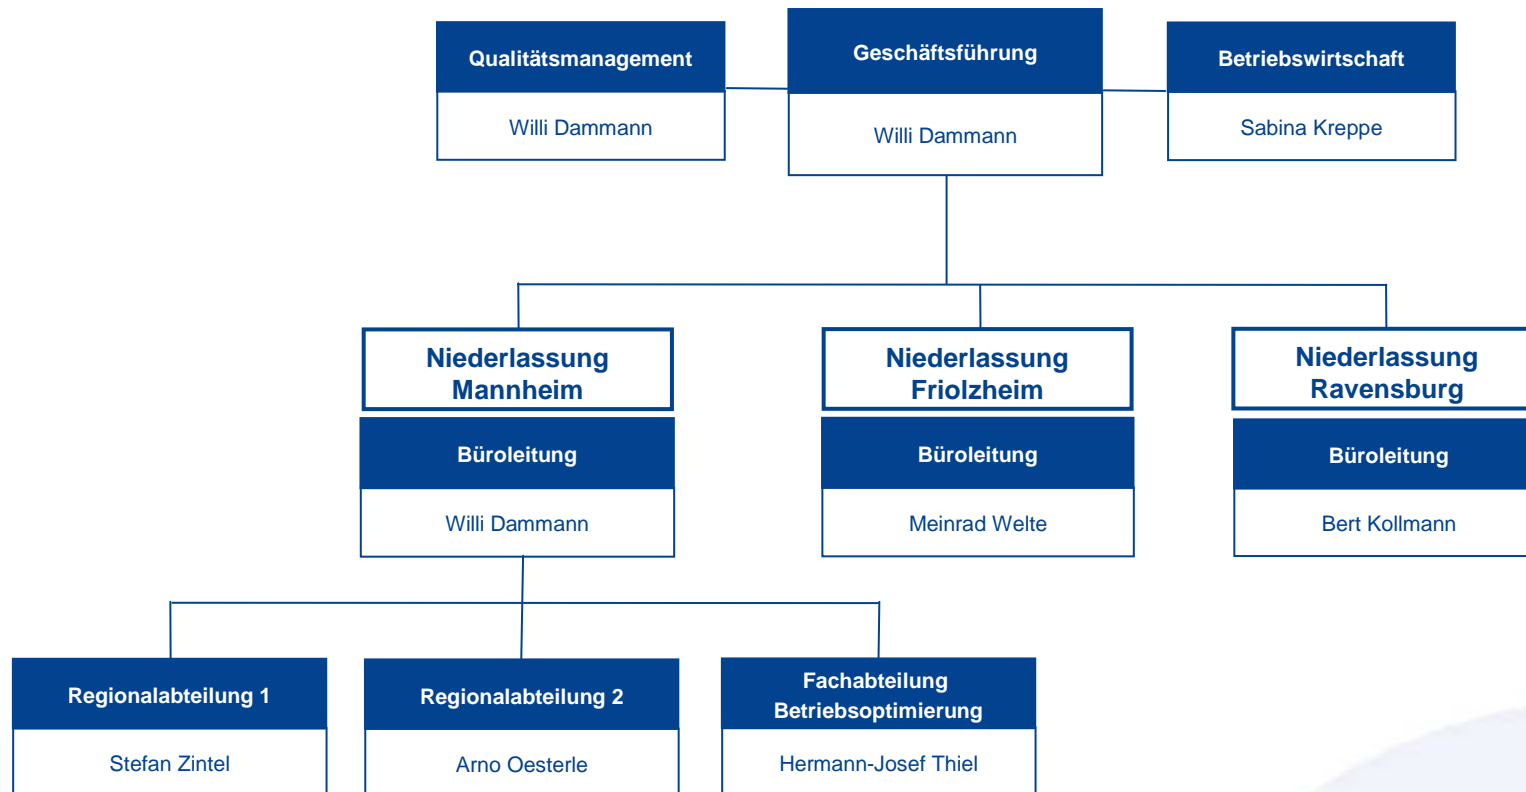 Qualitätsmanagement
Willi Dammann
Geschäftsführung
Willi Dammann
Betriebswirtschaft
Sabina Kreppe
Niederlassung
Mannheim
Büroleitung
Willi Dammann
Niederlassung
Friolzheim
Büroleitung
Meinrad Welte
Niederlassung
Ravensburg
Büroleitung
Bert Kollmann
Regionalabteilung 1
Stefan Zintel
Regionalabteilung 2
Arno Oesterle
Fachabteilung
Betriebsoptimierung
Hermann-Josef Thiel